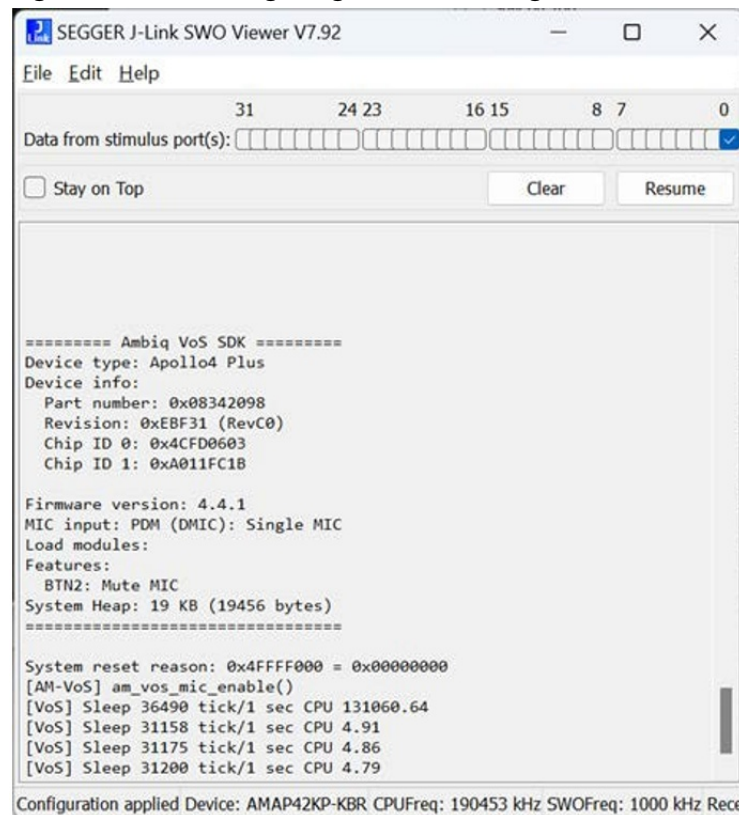 SEGGER J-Link SWO Viewer V7.92
File Edit Help
31 24 23 16 15 8 7 0
Data from stimulus port(s):
Stay on Top Clear Resume
========= Ambiq VoS SDK =========
Device type: Apollo4 Plus
Device info:
Part number: 0x08342098
Revision: 0xEBF31 (RevC0)
Chip ID 0: 0x4CFD0603
Chip ID 1: 0xA011FC1B
Firmware version: 4.4.1
MIC input: PDM (DMIC): Single MIC
Load modules:
Features:
BTN2: Mute MIC
System Heap: 19 KB (19456 bytes)
===================================
System reset reason: 0x4FFFF000 = 0x00000000
[AM-VoS] am_vos_mic_enable()
[VoS] Sleep 36490 tick/1 sec CPU 131060.64
[VoS] Sleep 31158 tick/1 sec CPU 4.91
[VoS] Sleep 31175 tick/1 sec CPU 4.86
[VoS] Sleep 31200 tick/1 sec CPU 4.79
Configuration applied Device: AMAP42KP-KBR CPUFreq: 190453 kHz SWOFreq: 1000 kHz Rece